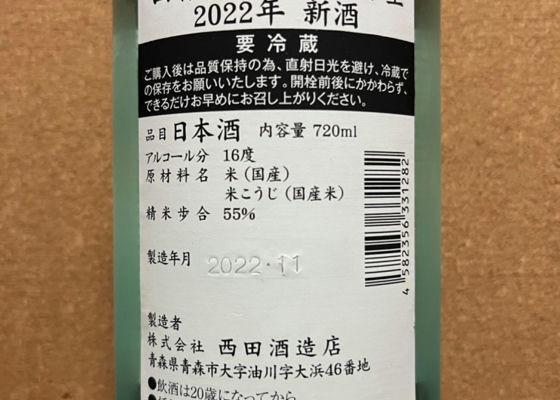 2022年 新酒
要冷蔵
ご購入後は品質保持の為、直射日光を避け、冷蔵で
の保存をお願いいたします。開栓前後にかかわらず、
できるだけお早めにお召し上がりください。
品目 日本酒 内容量 720ml
アルコール分 16度
原材料名 米（国産）
米こうじ（国産米）
精米歩合 55%
製造年月 2022.11
4 582356 331282
製造者
株式会社 西田酒造店
青森県青森市大字油川字大浜46番地
●飲酒は20歳になってから